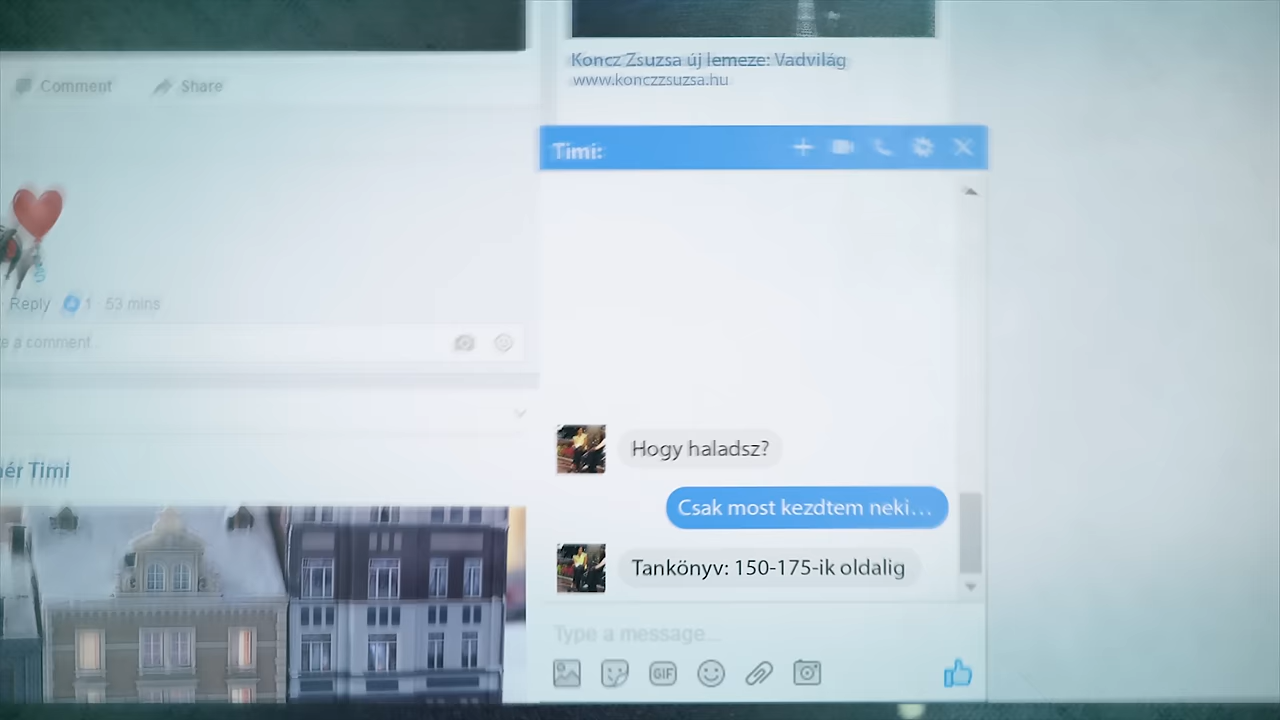 Comment Share
Koncz Zsuzsa új lemeze: Vadvilág
www.konczzsuzsa.hu
Timi:
Reply 1 · 53 mins
a comment...
Timi
Hogy haladsz?
Csak most kezdtem neki...
Tankönyv: 150-175-ik oldalig
Type a message...
GIF